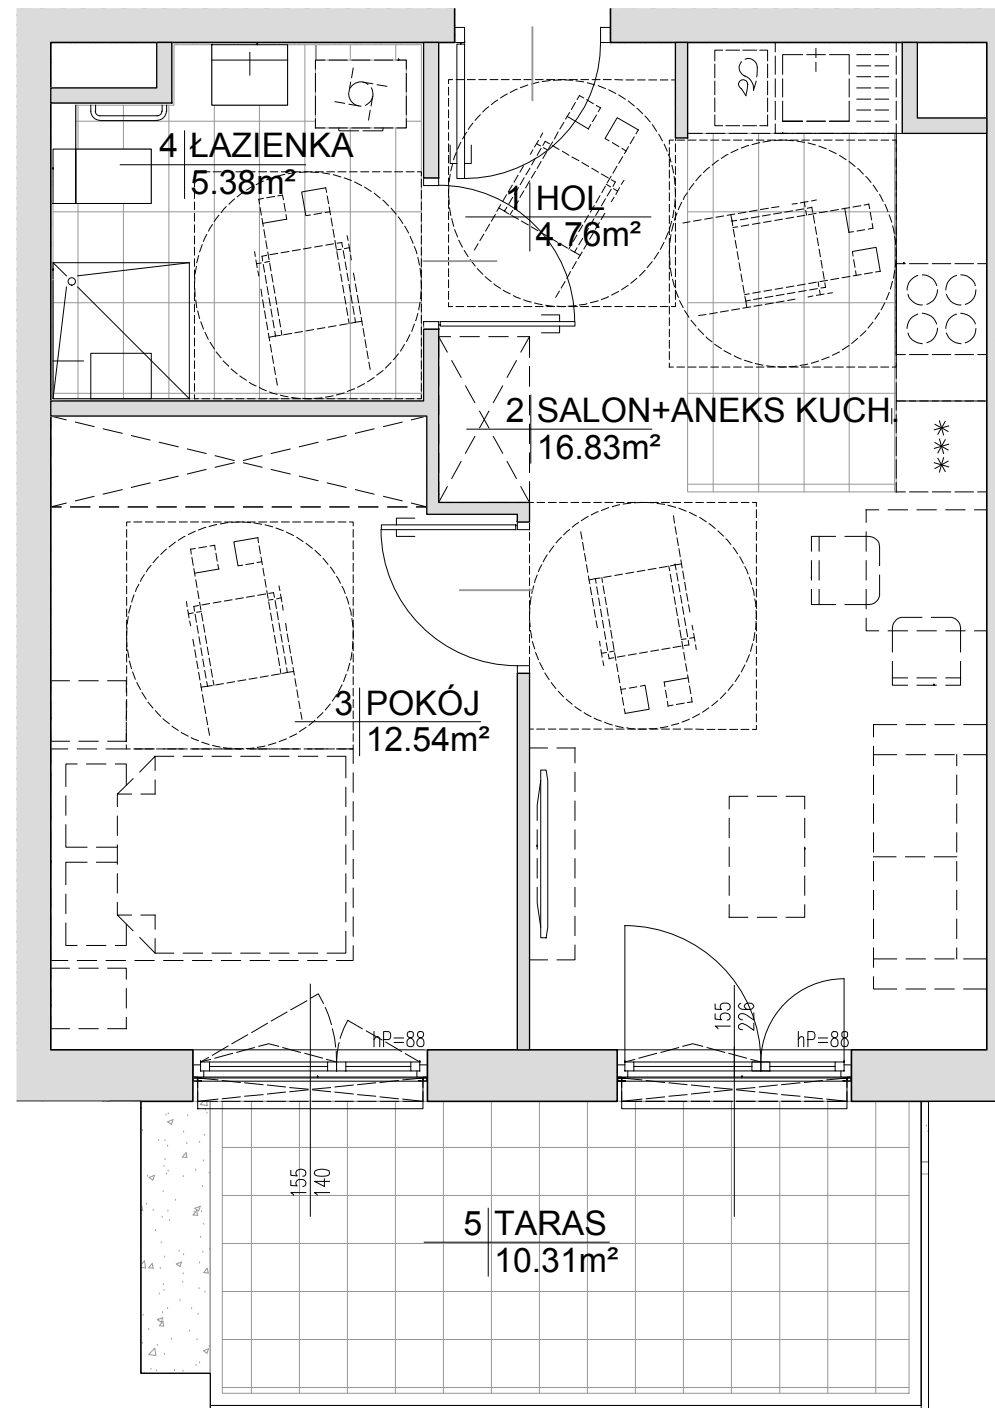 4 ŁAZIENKA
5.38m²
1 HOL
4.76m²
2 SALON+ANEKS KUCH.
16.83m²
3 POKÓJ
12.54m²
hP=88
155
226
hP=88
155
140
5 TARAS
10.31m²